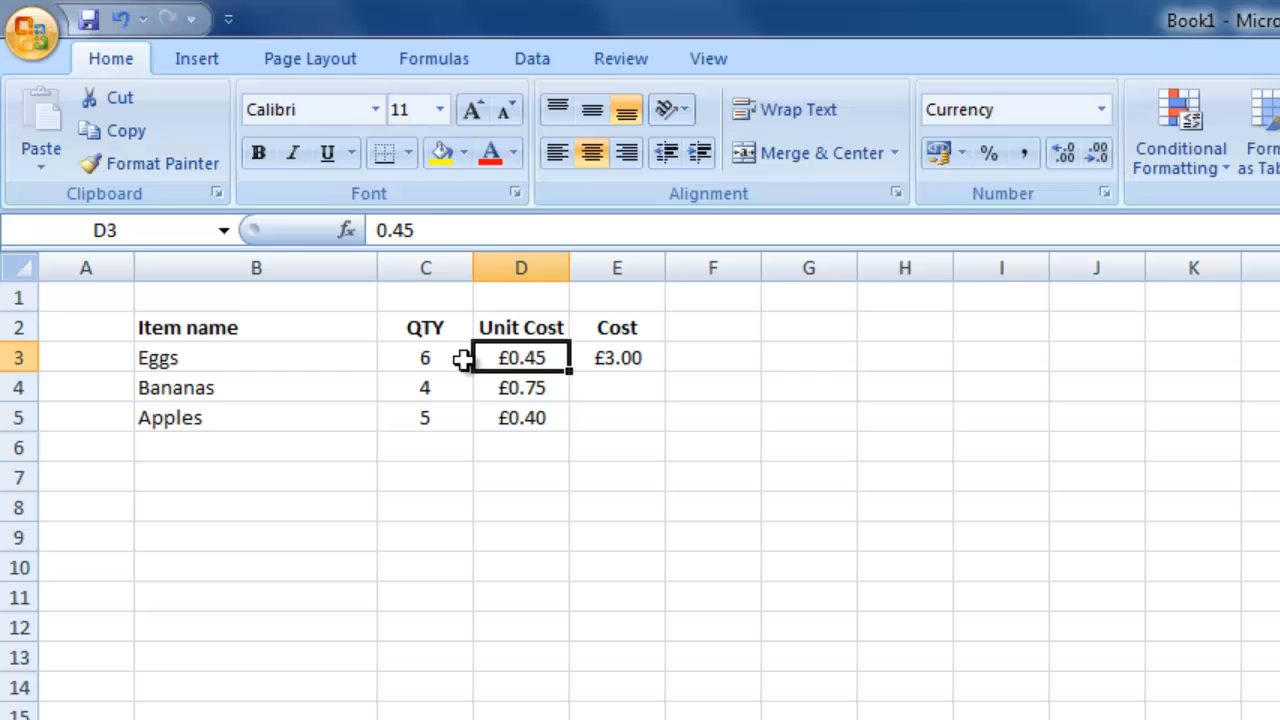 Book1 - Micro
Home Insert Page Layout Formulas Data Review View
Cut
Copy
Paste
Format Painter
Clipboard
Calibri 11 A A
B I U A
Font
Wrap Text
Merge & Center
Alignment
Currency
% , .00 .0
Number
Conditional
Formatting
Form
as Tab
D3 fx 0.45
A B C D E F G H I J K
1
2 Item name QTY Unit Cost Cost
3 Eggs 6 £0.45 £3.00
4 Bananas 4 £0.75
5 Apples 5 £0.40
6
7
8
9
10
11
12
13
14
15